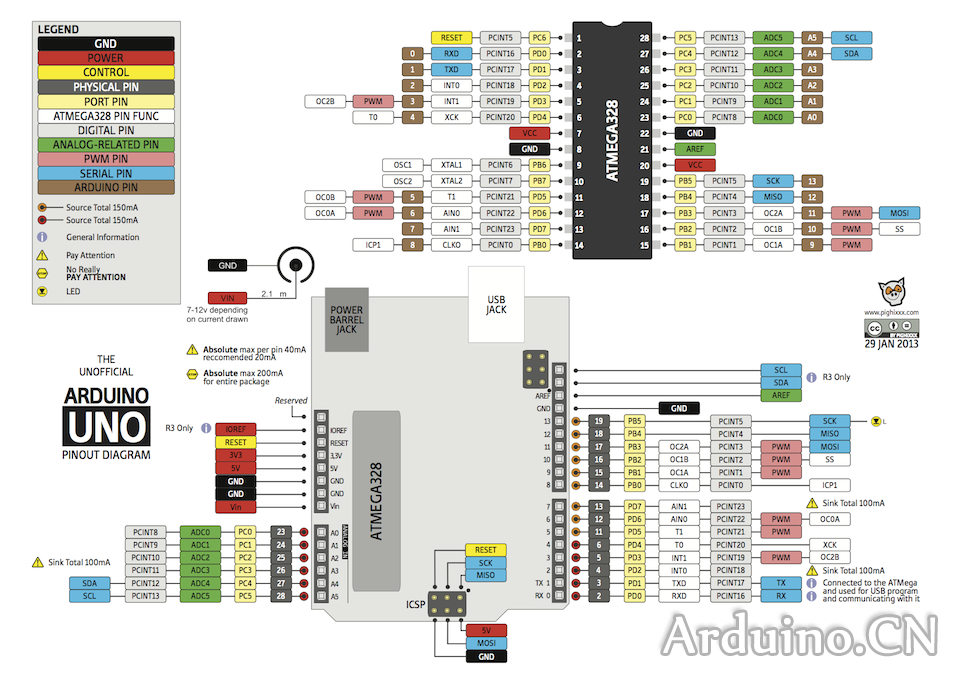 LEGEND
GND
POWER
CONTROL
PHYSICAL PIN
PORT PIN
ATMEGA328 PIN FUNC
DIGITAL PIN
ANALOG-RELATED PIN
PWM PIN
SERIAL PIN
ARDUINO PIN
Source Total 150mA
Source Total 150mA
General Information
Pay Attention
No Really
PAY ATTENTION
LED
RESET PCINT5 PC6 1
0 RXD PCINT16 PD0 2
1 TXD PCINT17 PD1 3
2 INT0 PCINT18 PD2 4
OC2B PWM 3 INT1 PCINT19 PD3 5
T0 4 XCK PCINT20 PD4 6
VCC 7
GND 8
OSC1 XTAL1 PCINT6 PB6 9
OSC2 XTAL2 PCINT7 PB7 10
OC0B PWM 5 T1 PCINT21 PD5 11
OC0A PWM 6 AIN0 PCINT22 PD6 12
7 AIN1 PCINT23 PD7 13
ICP1 8 CLKO PCINT0 PB0 14
ATMEGA328
28 PC5 PCINT13 ADC5 A5 SCL
27 PC4 PCINT12 ADC4 A4 SDA
26 PC3 PCINT11 ADC3 A3
25 PC2 PCINT10 ADC2 A2
24 PC1 PCINT9 ADC1 A1
23 PC0 PCINT8 ADC0 A0
22 GND
21 AREF
20 VCC
19 PB5 PCINT5 SCK 13
18 PB4 PCINT4 MISO 12
17 PB3 PCINT3 OC2A 11 PWM MOSI
16 PB2 PCINT2 OC1B 10 PWM SS
15 PB1 PCINT1 OC1A 9 PWM
GND
VIN
2.1 m
7-12v depending
on current drawn
POWER
BARREL
JACK
USB
JACK
www.pighixxx.com
cc
BY PIGHIXXX
29 JAN 2013
Absolute max per pin 40mA
reccomended 20mA
Absolute max 200mA
for entire package
THE
UNOFFICIAL
ARDUINO
UNO
PINOUT DIAGRAM
Reserved
R3 Only
IOREF IOREF
RESET RESET
3V3 3,3V
5V 5V
GND GND
GND GND
Vin Vin
ATMEGA328
PCINT8 ADC0 PC0 23 A0
PCINT9 ADC1 PC1 24 A1
PCINT10 ADC2 PC2 25 A2
PCINT11 ADC3 PC3 26 A3
SDA PCINT12 ADC4 PC4 27 A4
SCL PCINT13 ADC5 PC5 28 A5
Sink Total 100mA
SCL
SDA
R3 Only
AREF AREF
GND GND
13 19 PB5 PCINT5 SCK L
12 18 PB4 PCINT4 MISO
11 17 PB3 OC2A PCINT3 PWM MOSI
10 16 PB2 OC1B PCINT2 PWM SS
9 15 PB1 OC1A PCINT1 PWM
8 14 PB0 CLKO PCINT0 ICP1
Sink Total 100mA
7 13 PD7 AIN1 PCINT23
6 12 PD6 AIN0 PCINT22 PWM OC0A
5 11 PD5 T1 PCINT21 PWM
4 6 PD4 T0 PCINT20 XCK
3 5 PD3 INT1 PCINT19 PWM OC2B
2 4 PD2 INT0 PCINT18
Sink Total 100mA
TX 1 3 PD1 TXD PCINT17 TX
RX 0 2 PD0 RXD PCINT16 RX
Connected to the ATMega
and used for USB program
and communicating with it
RESET
SCK
MISO
ICSP
5V
MOSI
GND
Arduino.CN